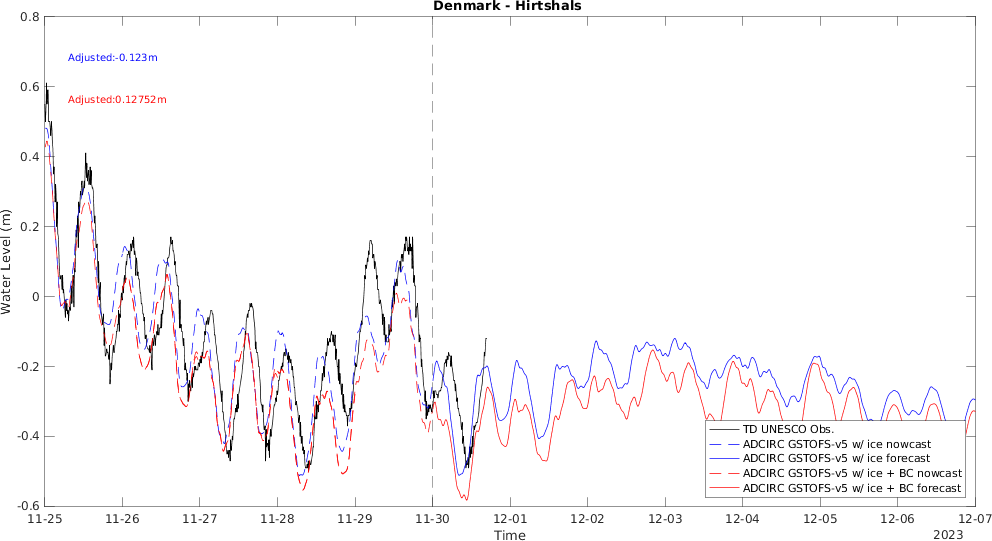 Denmark - Hirtshals
Adjusted:-0.123m
Adjusted:0.12752m
Water Level (m)
0.8
0.6
0.4
0.2
0
-0.2
-0.4
-0.6
TD UNESCO Obs.
ADCIRC GSTOFS-v5 w/ ice nowcast
ADCIRC GSTOFS-v5 w/ ice forecast
ADCIRC GSTOFS-v5 w/ ice + BC nowcast
ADCIRC GSTOFS-v5 w/ ice + BC forecast
11-25 11-26 11-27 11-28 11-29 11-30 12-01 12-02 12-03 12-04 12-05 12-06 12-07
Time
2023